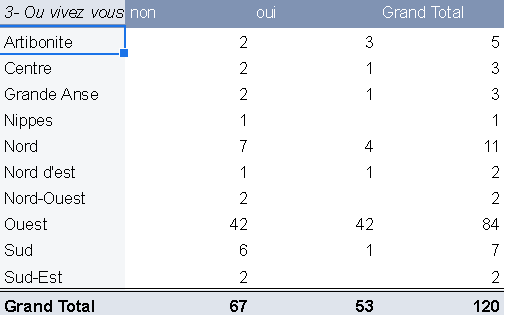 3- Ou vivez vous non oui Grand Total
Artibonite 2 3 5
Centre 2 1 3
Grande Anse 2 1 3
Nippes 1 1
Nord 7 4 11
Nord d'est 1 1 2
Nord-Ouest 2 2
Ouest 42 42 84
Sud 6 1 7
Sud-Est 2 2
Grand Total 67 53 120